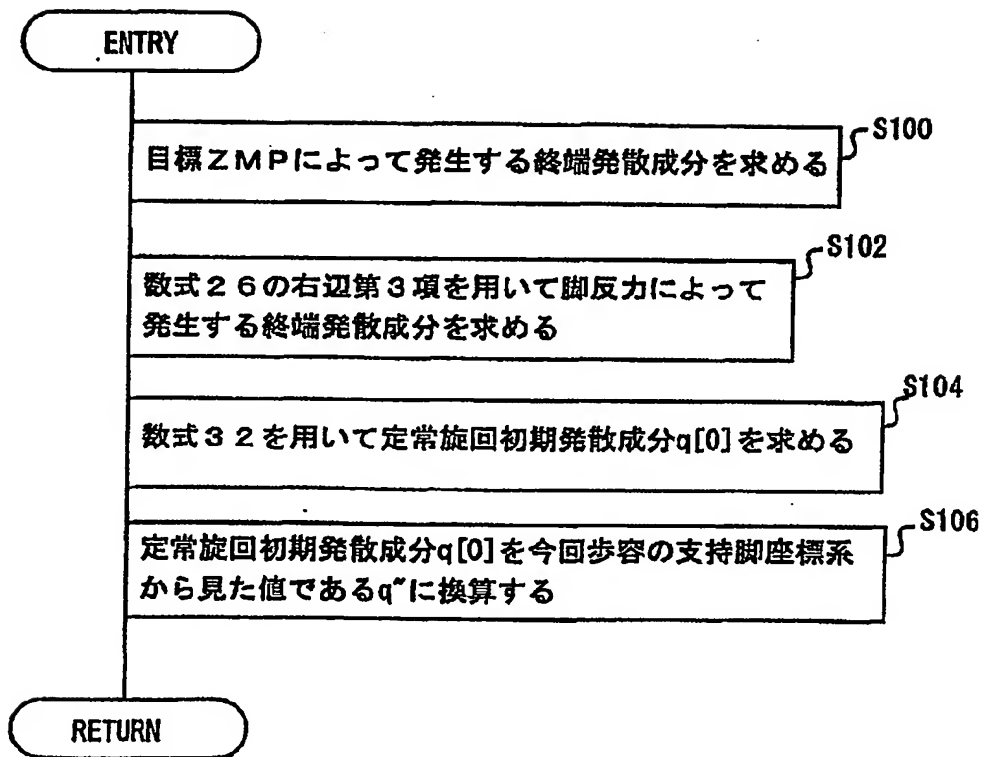 ENTRY
S100
目標ZMPによって発生する終端発散成分を求める
S102
数式26の右辺第3項を用いて脚反力によって
発生する終端発散成分を求める
S104
数式32を用いて定常旋回初期発散成分q[0]を求める
S106
定常旋回初期発散成分q[0]を今回歩容の支持脚座標系
から見た値であるq"に換算する
RETURN